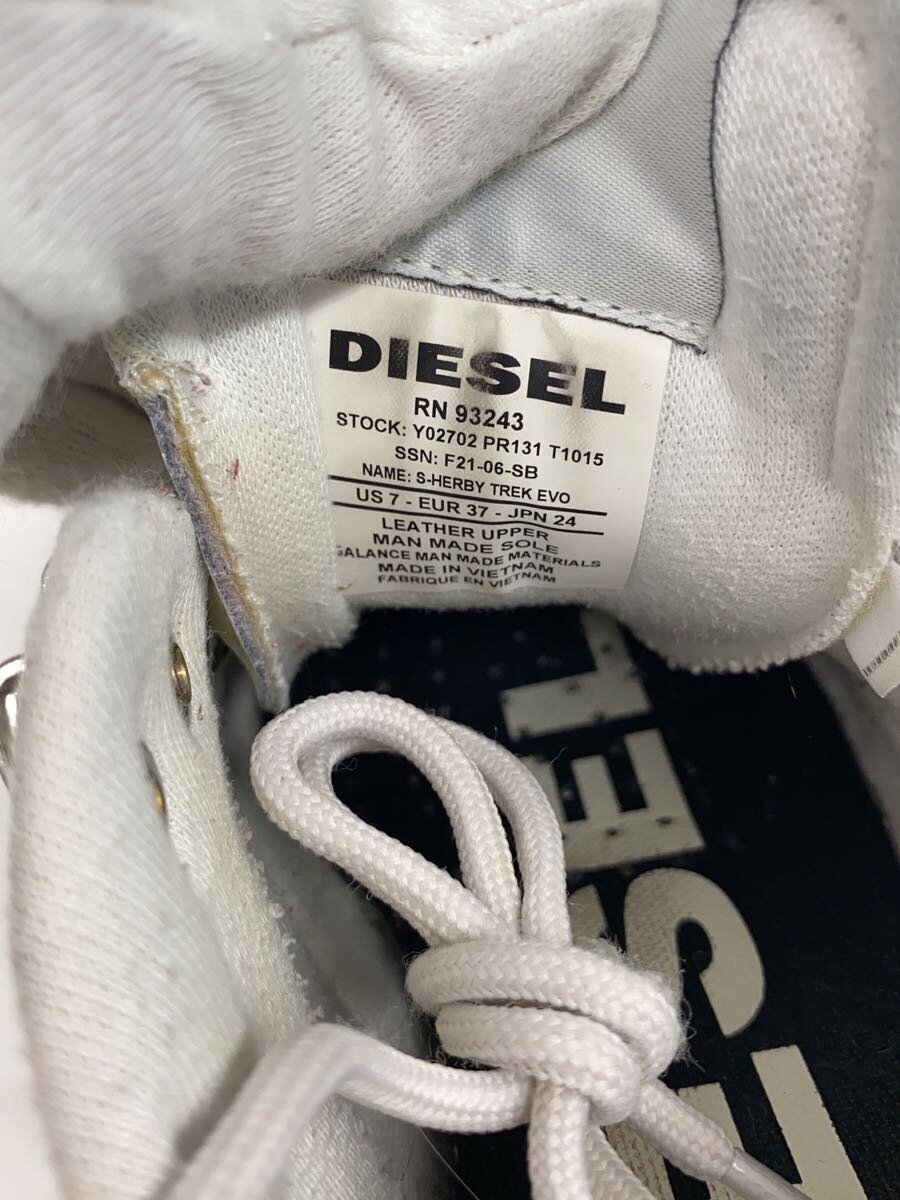 DIESEL
RN 93243
STOCK: Y02702 PR131 T1015
SSN: F21-06-SB
NAME: S-HERBY TREK EVO
US 7 - EUR 37 - JPN 24
LEATHER UPPER
MAN MADE SOLE
BALANCE MAN MADE MATERIALS
MADE IN VIETNAM
FABRIQUE EN VIETNAM
ESEL